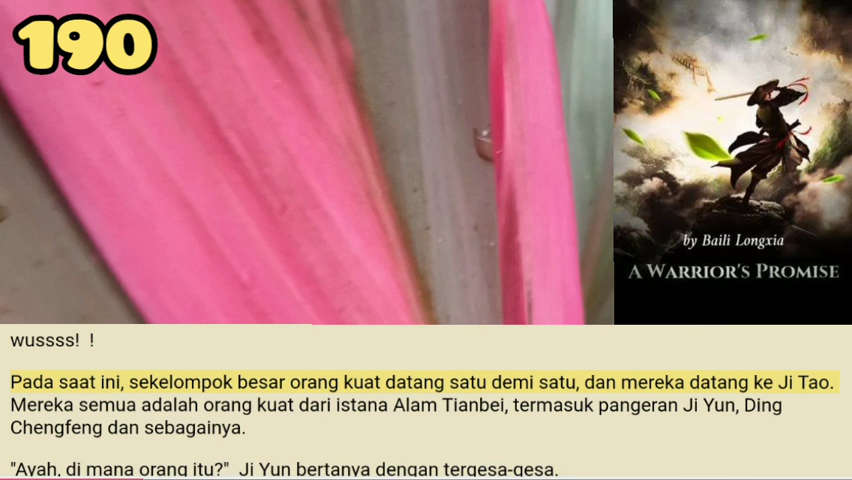 190
by Baili Longxia
A WARRIOR'S PROMISE
wussss!  !
Pada saat ini, sekelompok besar orang kuat datang satu demi satu, dan mereka datang ke Ji Tao.
Mereka semua adalah orang kuat dari istana Alam Tianbei, termasuk pangeran Ji Yun, Ding
Chengfeng dan sebagainya.
"Ayah, di mana orang itu?"  Ji Yun bertanya dengan tergesa-gesa.